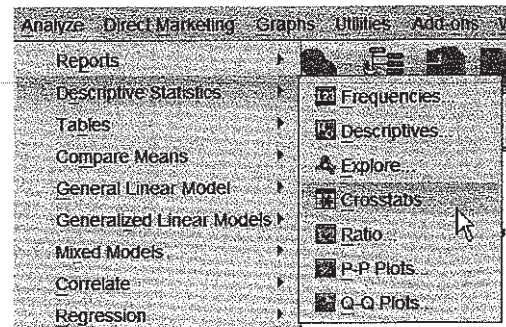 Analyze Direct Marketing Graphs Utilities Add-ons
Reports
Descriptive Statistics
Tables
Compare Means
General Linear Model
Generalized Linear Models
Mixed Models
Correlate
Regression
Frequencies...
Descriptives...
Explore...
Crosstabs...
Ratio...
P-P Plots...
Q-Q Plots...